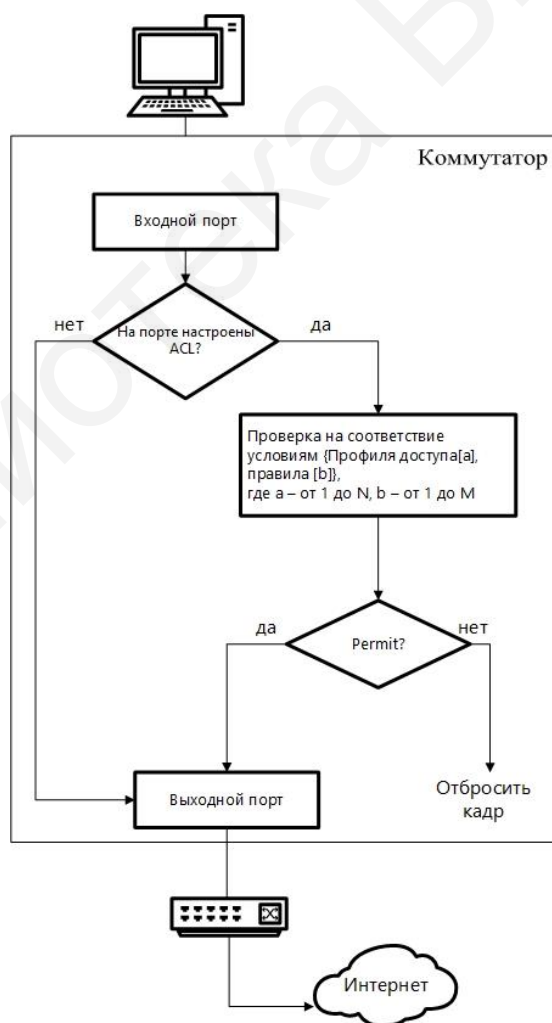 Коммутатор
Входной порт
нет
На порте настроены
ACL?
да
Проверка на соответствие
условиям {Профиля доступа[a],
правила [b]},
где a – от 1 до N, b – от 1 до M
да
Permit?
нет
Выходной порт
Отбросить
кадр
Интернет